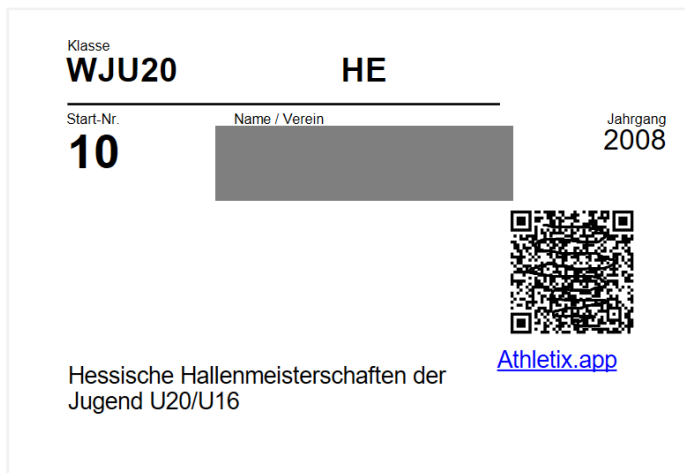 Klasse
WJU20 HE
Start-Nr. Name / Verein Jahrgang
10 2008
Athletix.app
Hessische Hallenmeisterschaften der
Jugend U20/U16